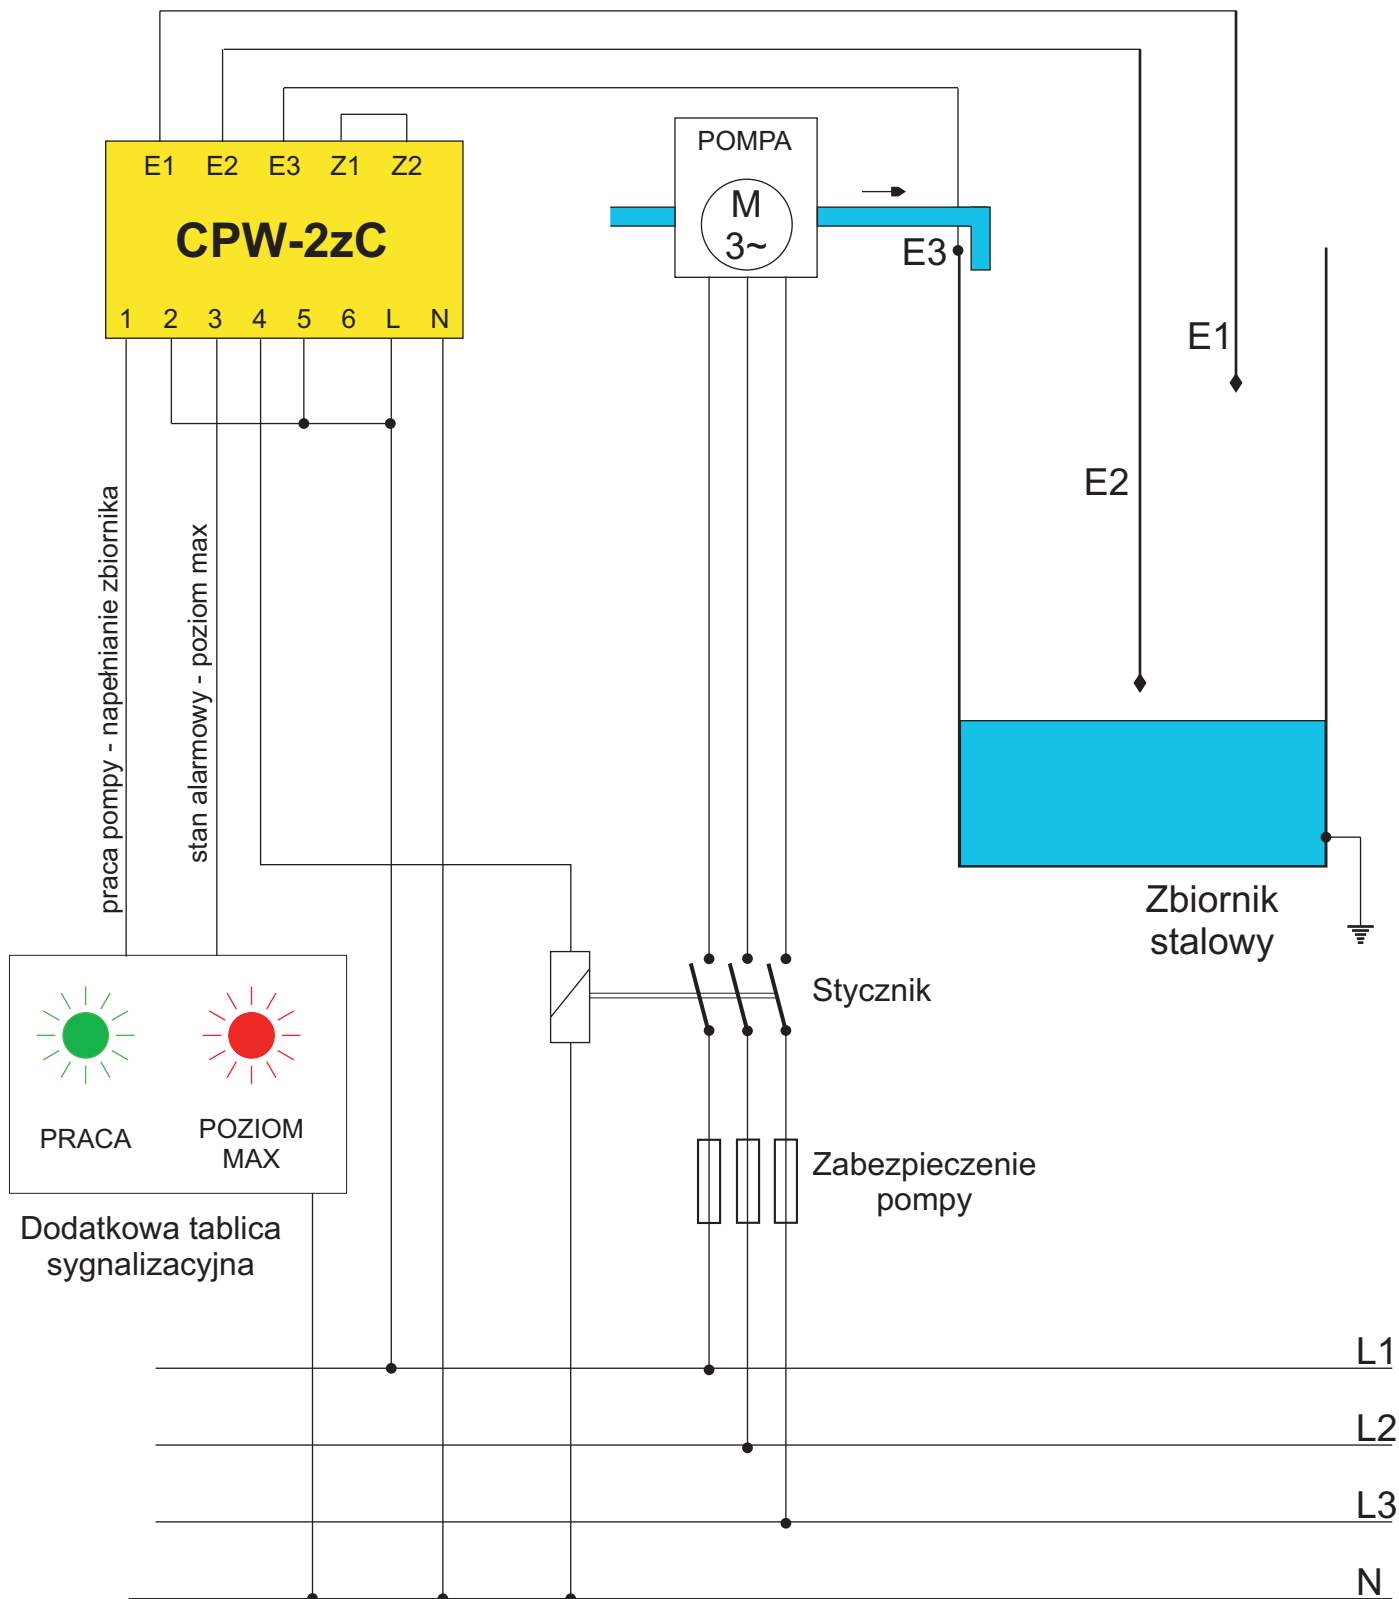 E1 E2 E3 Z1 Z2
CPW-2zC
1 2 3 4 5 6 L N
POMPA
M
3~
E3
E1
E2
praca pompy - napełnianie zbiornika
stan alarmowy - poziom max
Zbiornik
stalowy
Stycznik
PRACA
POZIOM
MAX
Zabezpieczenie
pompy
Dodatkowa tablica
sygnalizacyjna
L1
L2
L3
N